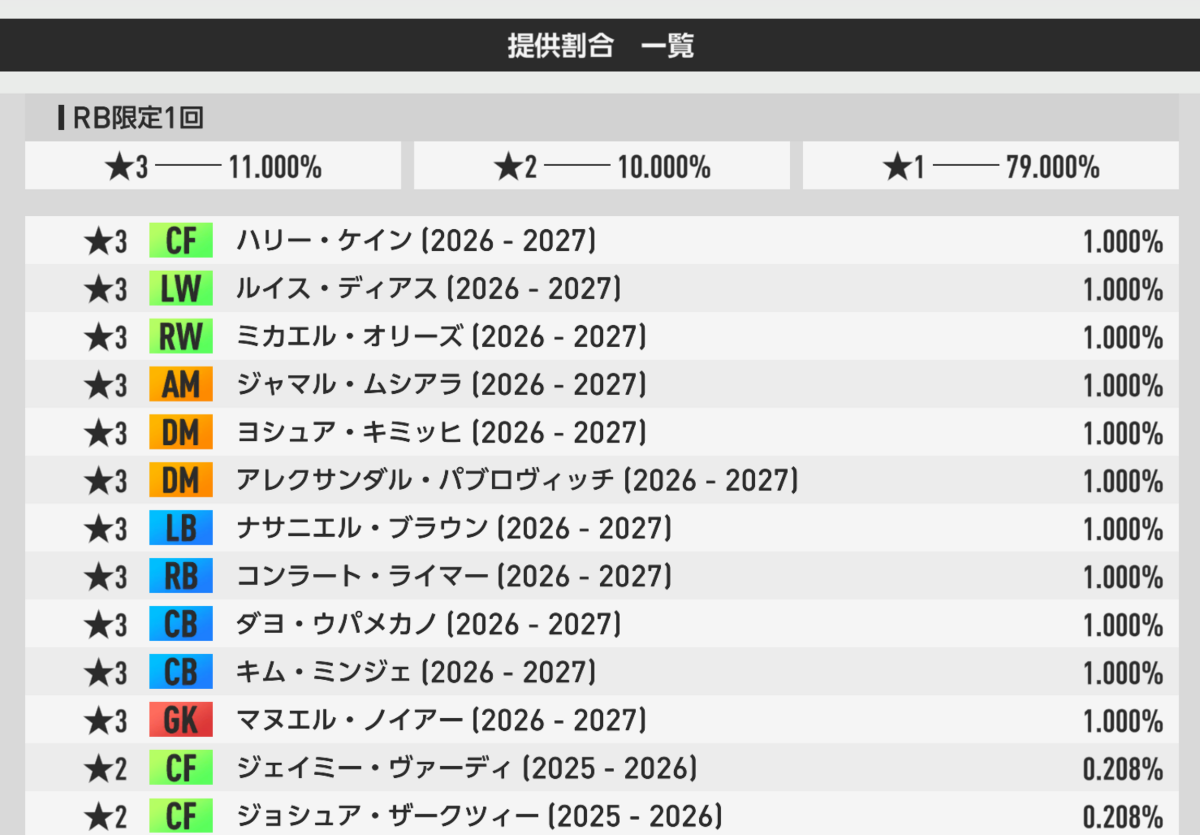 提供割合 一覧
RB限定1回
★3 11.000% ★2 10.000% ★1 79.000%
★3 CF ハリー・ケイン (2026 - 2027) 1.000%
★3 LW ルイス・ディアス (2026 - 2027) 1.000%
★3 RW ミカエル・オリーズ (2026 - 2027) 1.000%
★3 AM ジャマル・ムシアラ (2026 - 2027) 1.000%
★3 DM ヨシュア・キミッヒ (2026 - 2027) 1.000%
★3 DM アレクサンダル・パブロヴィッチ (2026 - 2027) 1.000%
★3 LB ナサニエル・ブラウン (2026 - 2027) 1.000%
★3 RB コンラート・ライマー (2026 - 2027) 1.000%
★3 CB ダヨ・ウパメカノ (2026 - 2027) 1.000%
★3 CB キム・ミンジェ (2026 - 2027) 1.000%
★3 GK マヌエル・ノイアー (2026 - 2027) 1.000%
★2 CF ジェイミー・ヴァーディ (2025 - 2026) 0.208%
★2 CF ジョシュア・ザークツィー (2025 - 2026) 0.208%